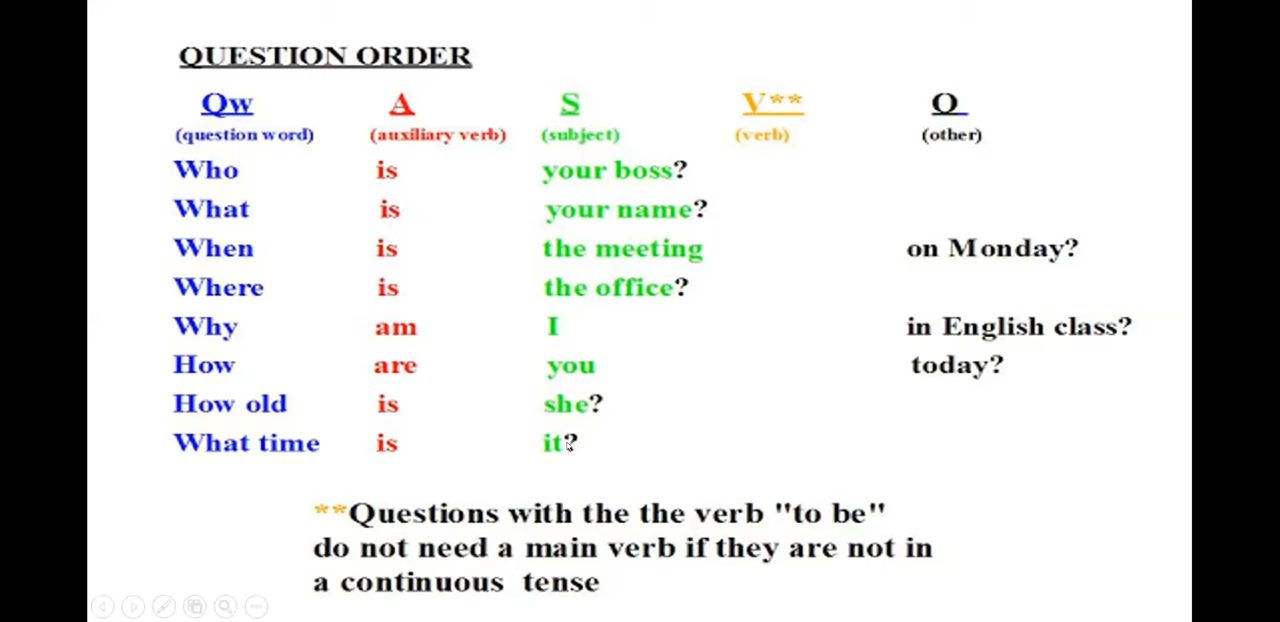 QUESTION ORDER
Qw A S V** O
(question word) (auxiliary verb) (subject) (verb) (other)
Who is your boss?
What is your name?
When is the meeting on Monday?
Where is the office?
Why am I in English class?
How are you today?
How old is she?
What time is it?
**Questions with the the verb "to be"
do not need a main verb if they are not in
a continuous tense